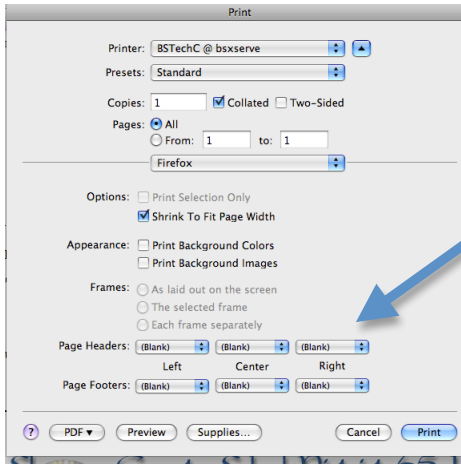 Print
Printer: BSTechC @ bsxserve
Presets: Standard
Copies: 1 Collated Two-Sided
Pages: All
From: 1 to: 1
Firefox
Options: Print Selection Only
Shrink To Fit Page Width
Appearance: Print Background Colors
Print Background Images
Frames: As laid out on the screen
The selected frame
Each frame separately
Page Headers: (Blank) (Blank) (Blank)
Left Center Right
Page Footers: (Blank) (Blank) (Blank)
? PDF Preview Supplies... Cancel Print